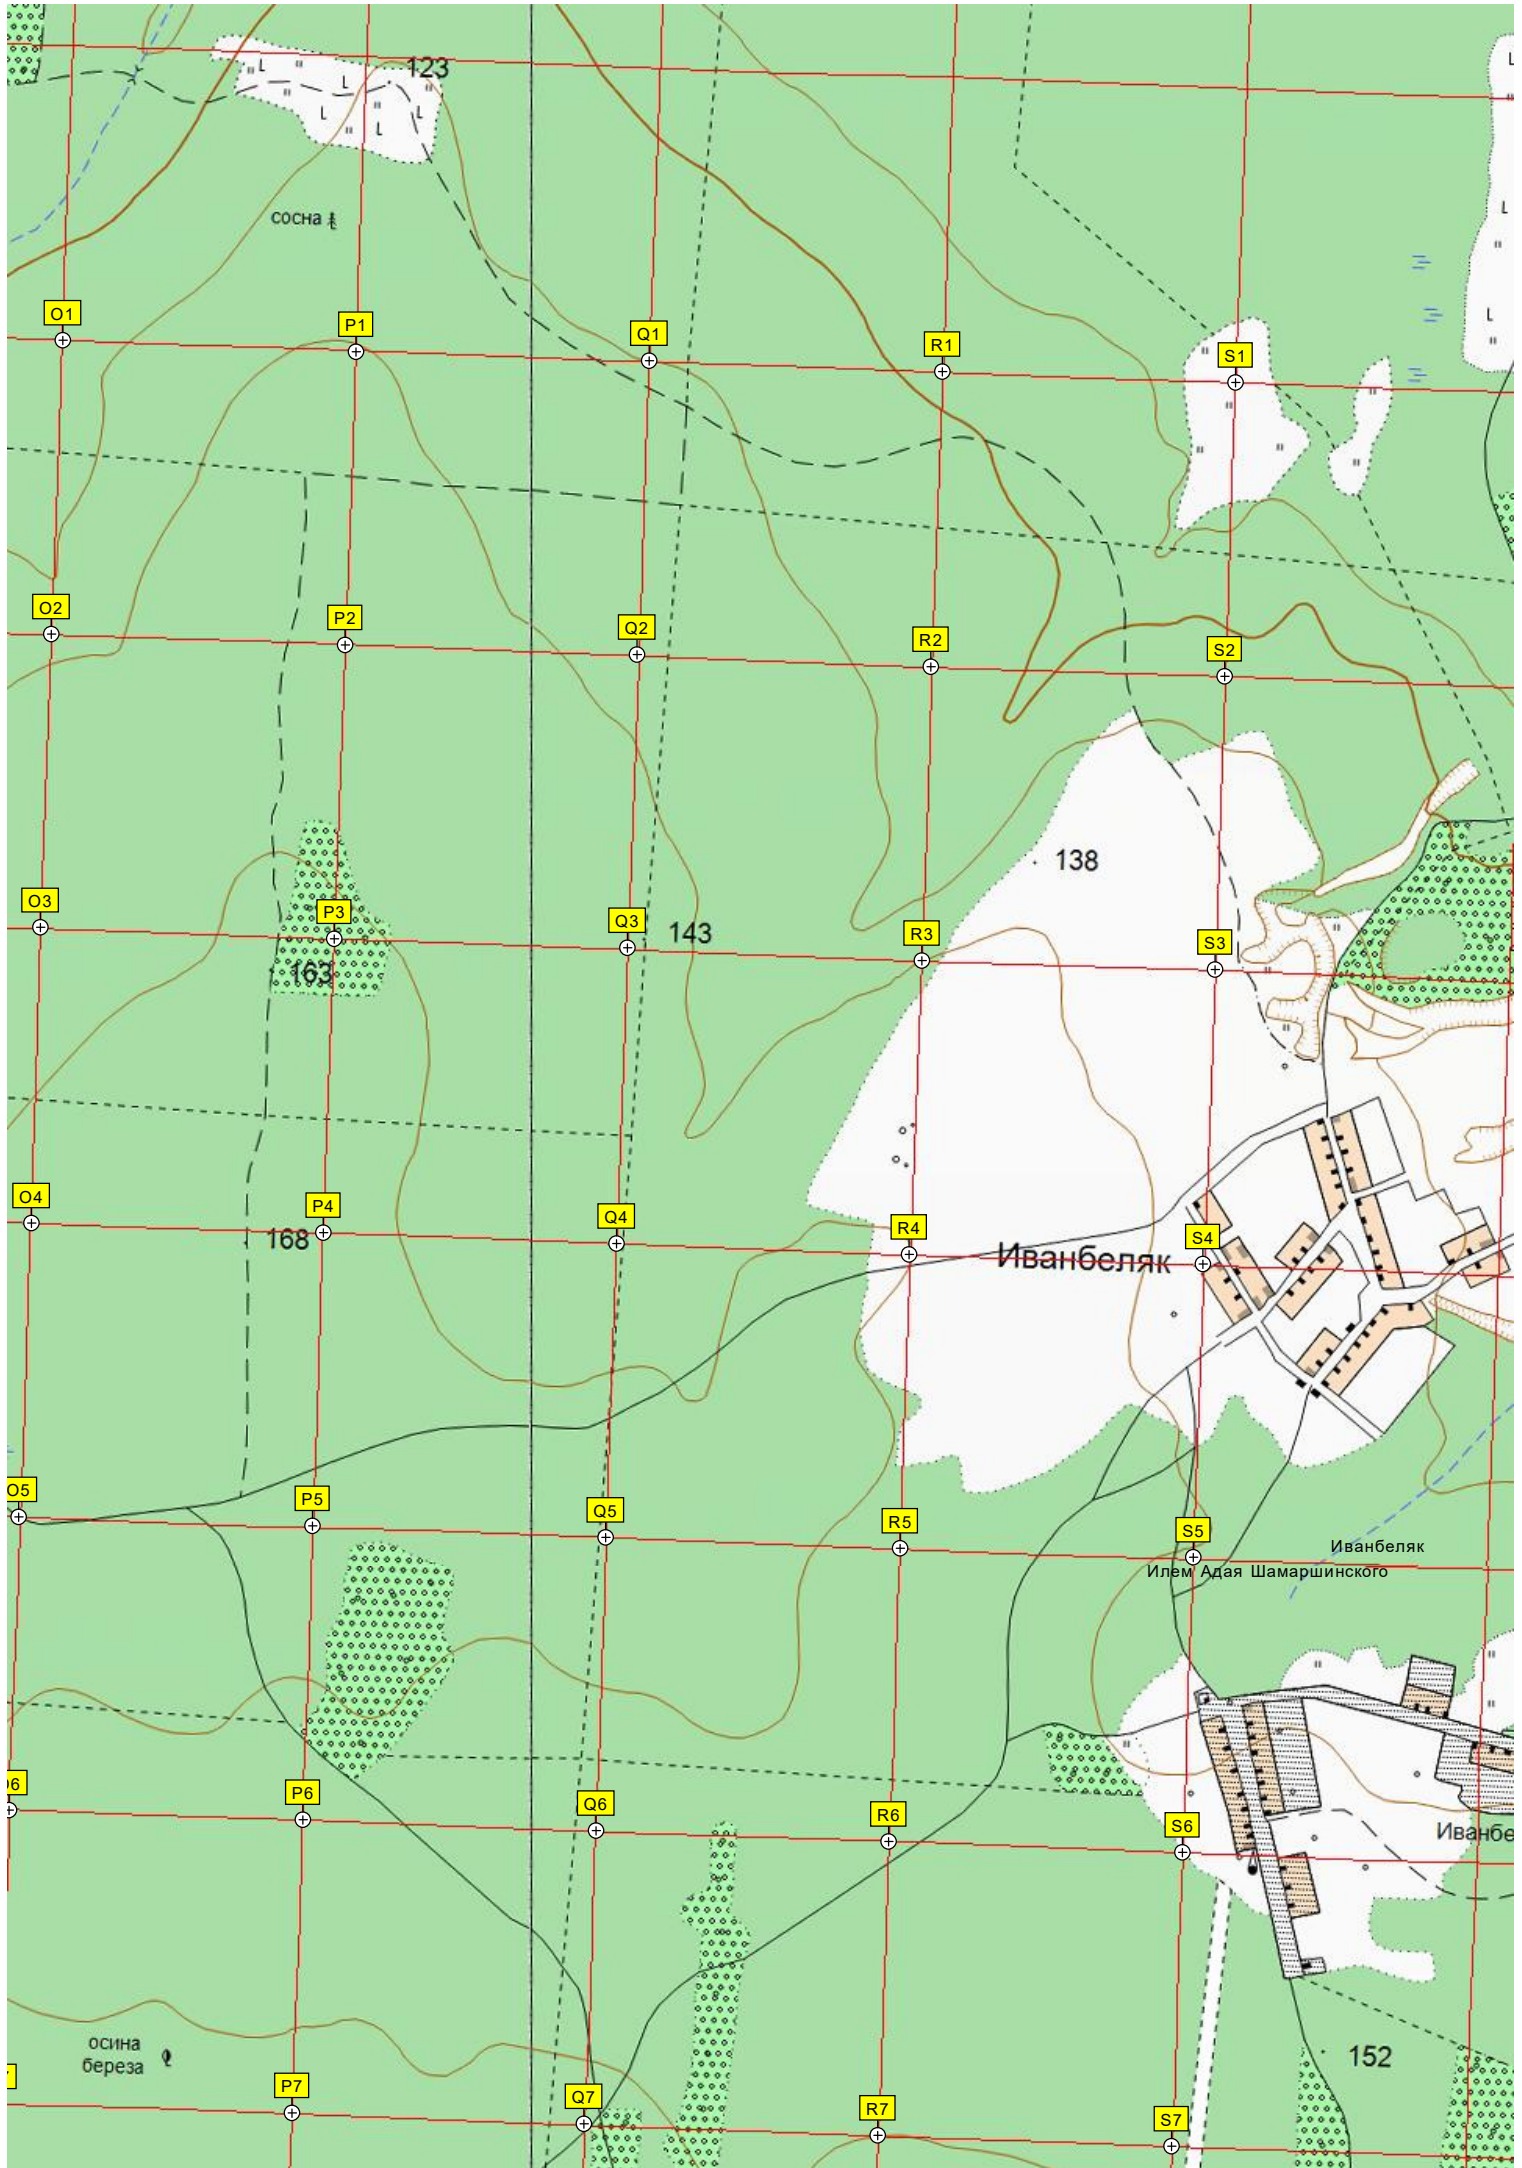 123
сосна
O1
P1
Q1
R1
S1
O2
P2
Q2
R2
S2
138
O3
P3
Q3
143
R3
S3
163
O4
P4
168
Q4
R4
S4
Иванбеляк
O5
P5
Q5
R5
S5
Иванбеляк
Илем Адая Шамаршинского
P6
Q6
R6
S6
Иванбе
осина
береза
152
P7
Q7
R7
S7